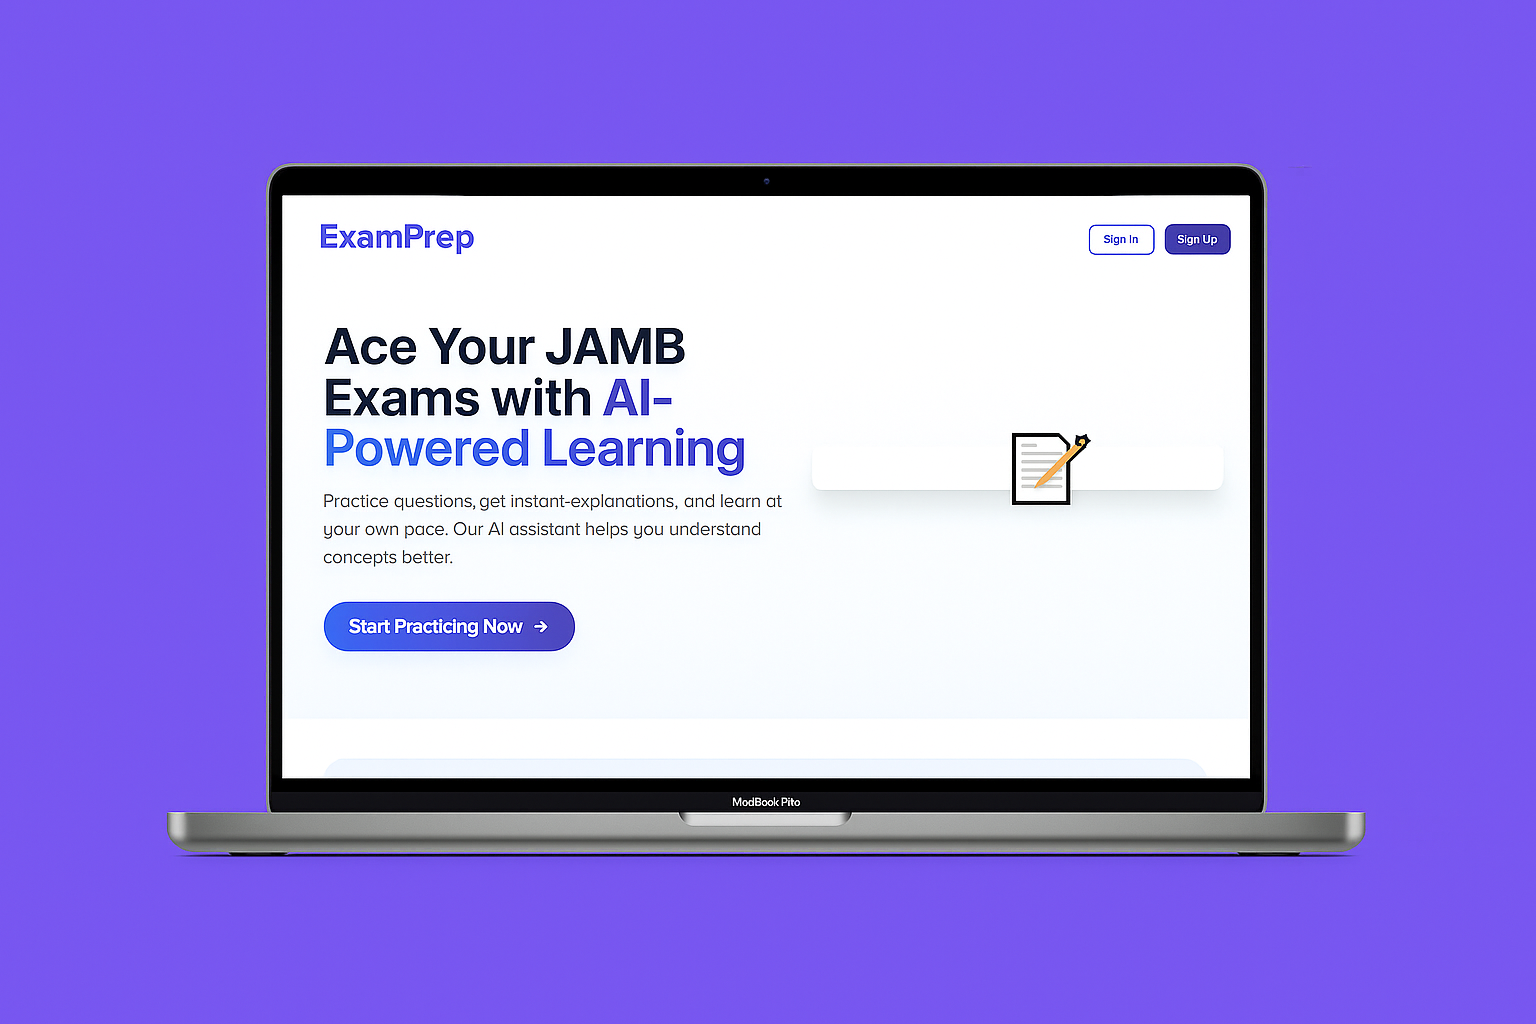 ExamPrep
Sign In
Sign Up
Ace Your JAMB
Exams with AI-
Powered Learning
Practice questions, get instant-explanations, and learn at
your own pace. Our AI assistant helps you understand
concepts better.
Start Practicing Now →
ModBook Pito